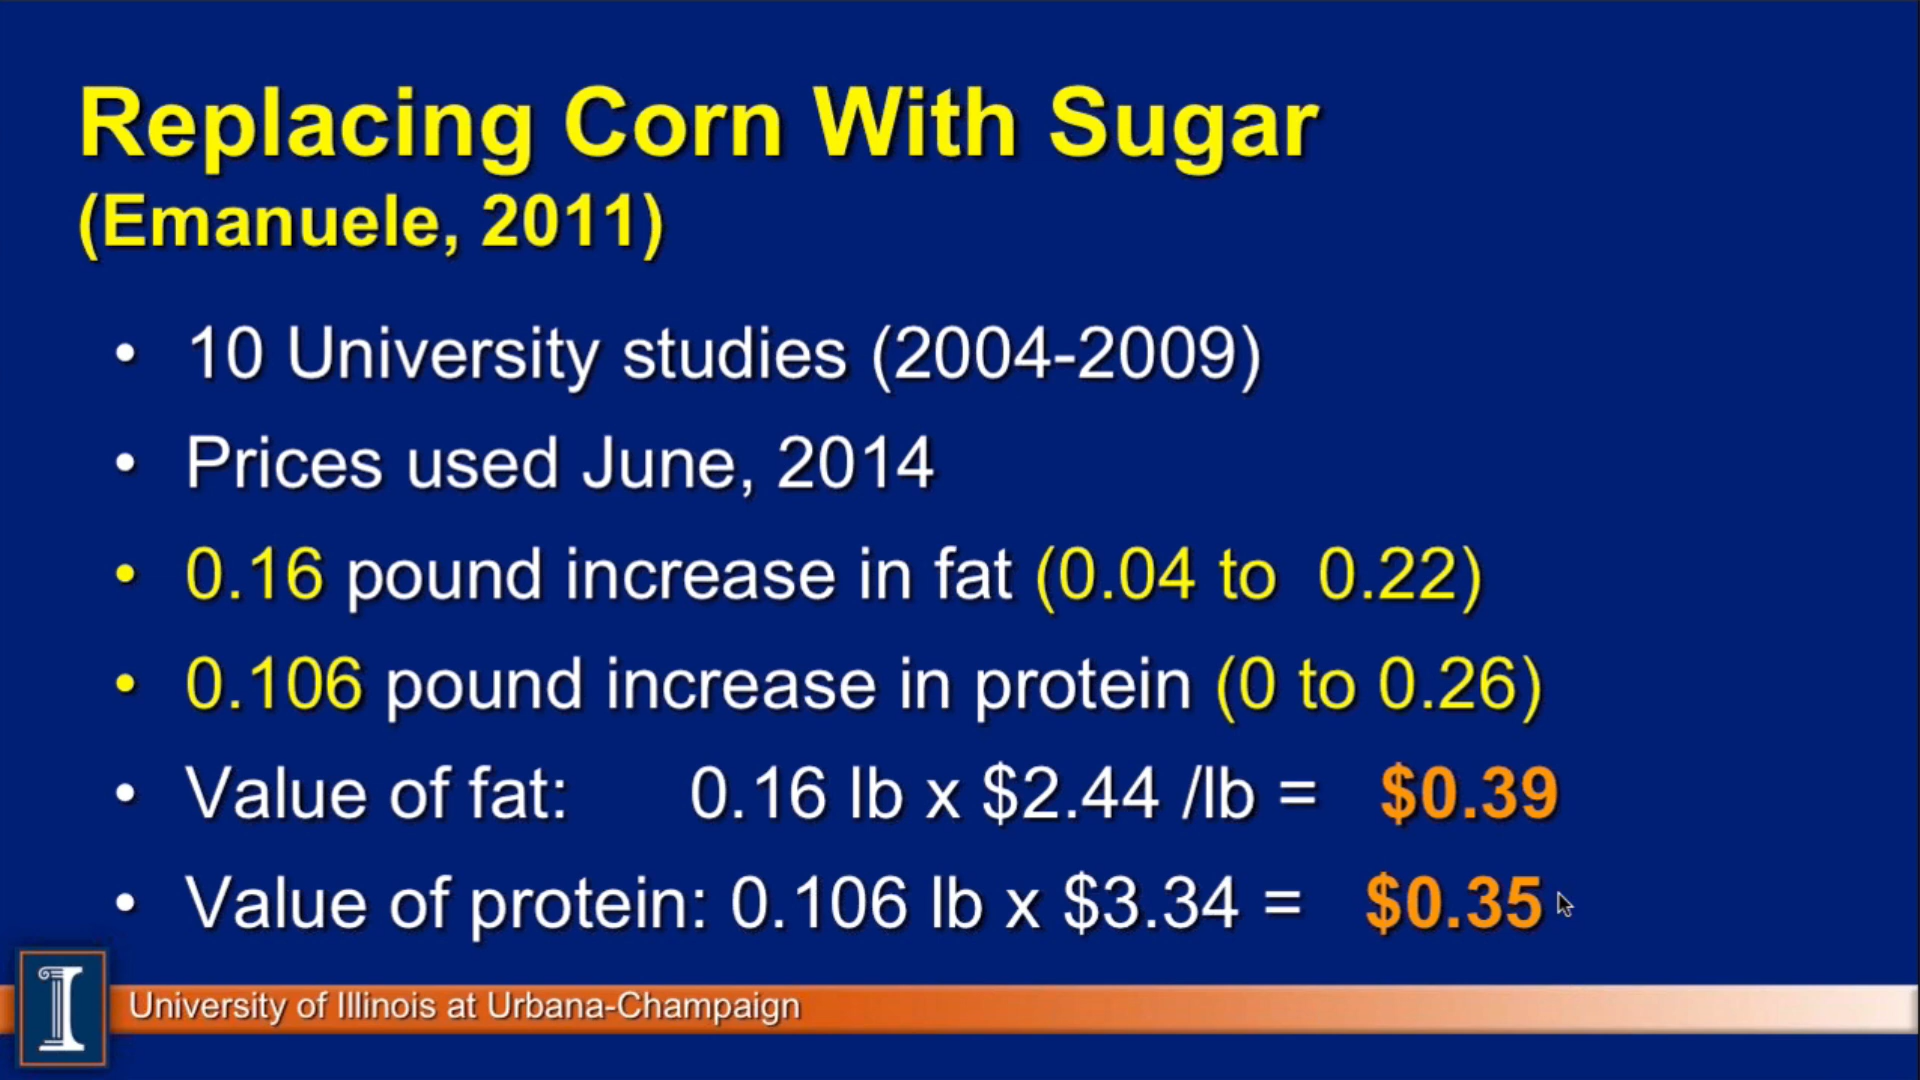 Replacing Corn With Sugar
(Emanuele, 2011)
• 10 University studies (2004-2009)
• Prices used June, 2014
• 0.16 pound increase in fat (0.04 to 0.22)
• 0.106 pound increase in protein (0 to 0.26)
• Value of fat: 0.16 lb x $2.44 /lb = $0.39
• Value of protein: 0.106 lb x $3.34 = $0.35
University of Illinois at Urbana-Champaign